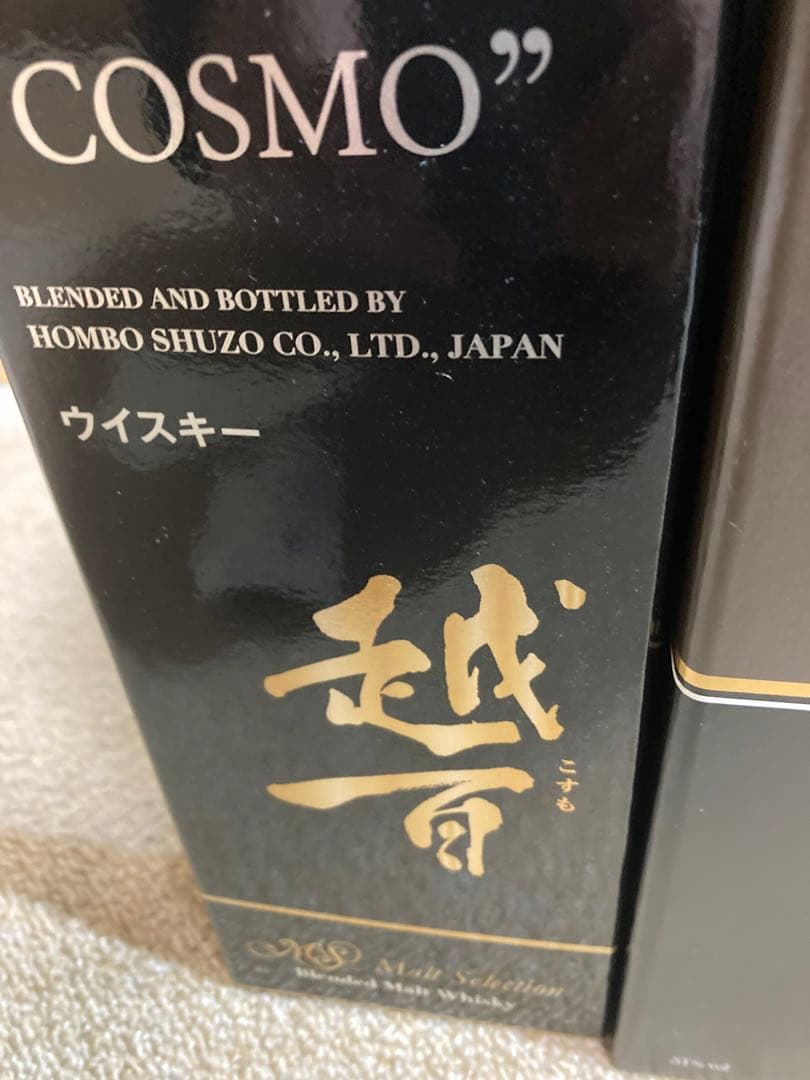 COSMO”
BLENDED AND BOTTLED BY
HOMBO SHUZO CO., LTD., JAPAN
ウイスキー
越百
こすも
MS Malt Selection
Blended Malt Whisky